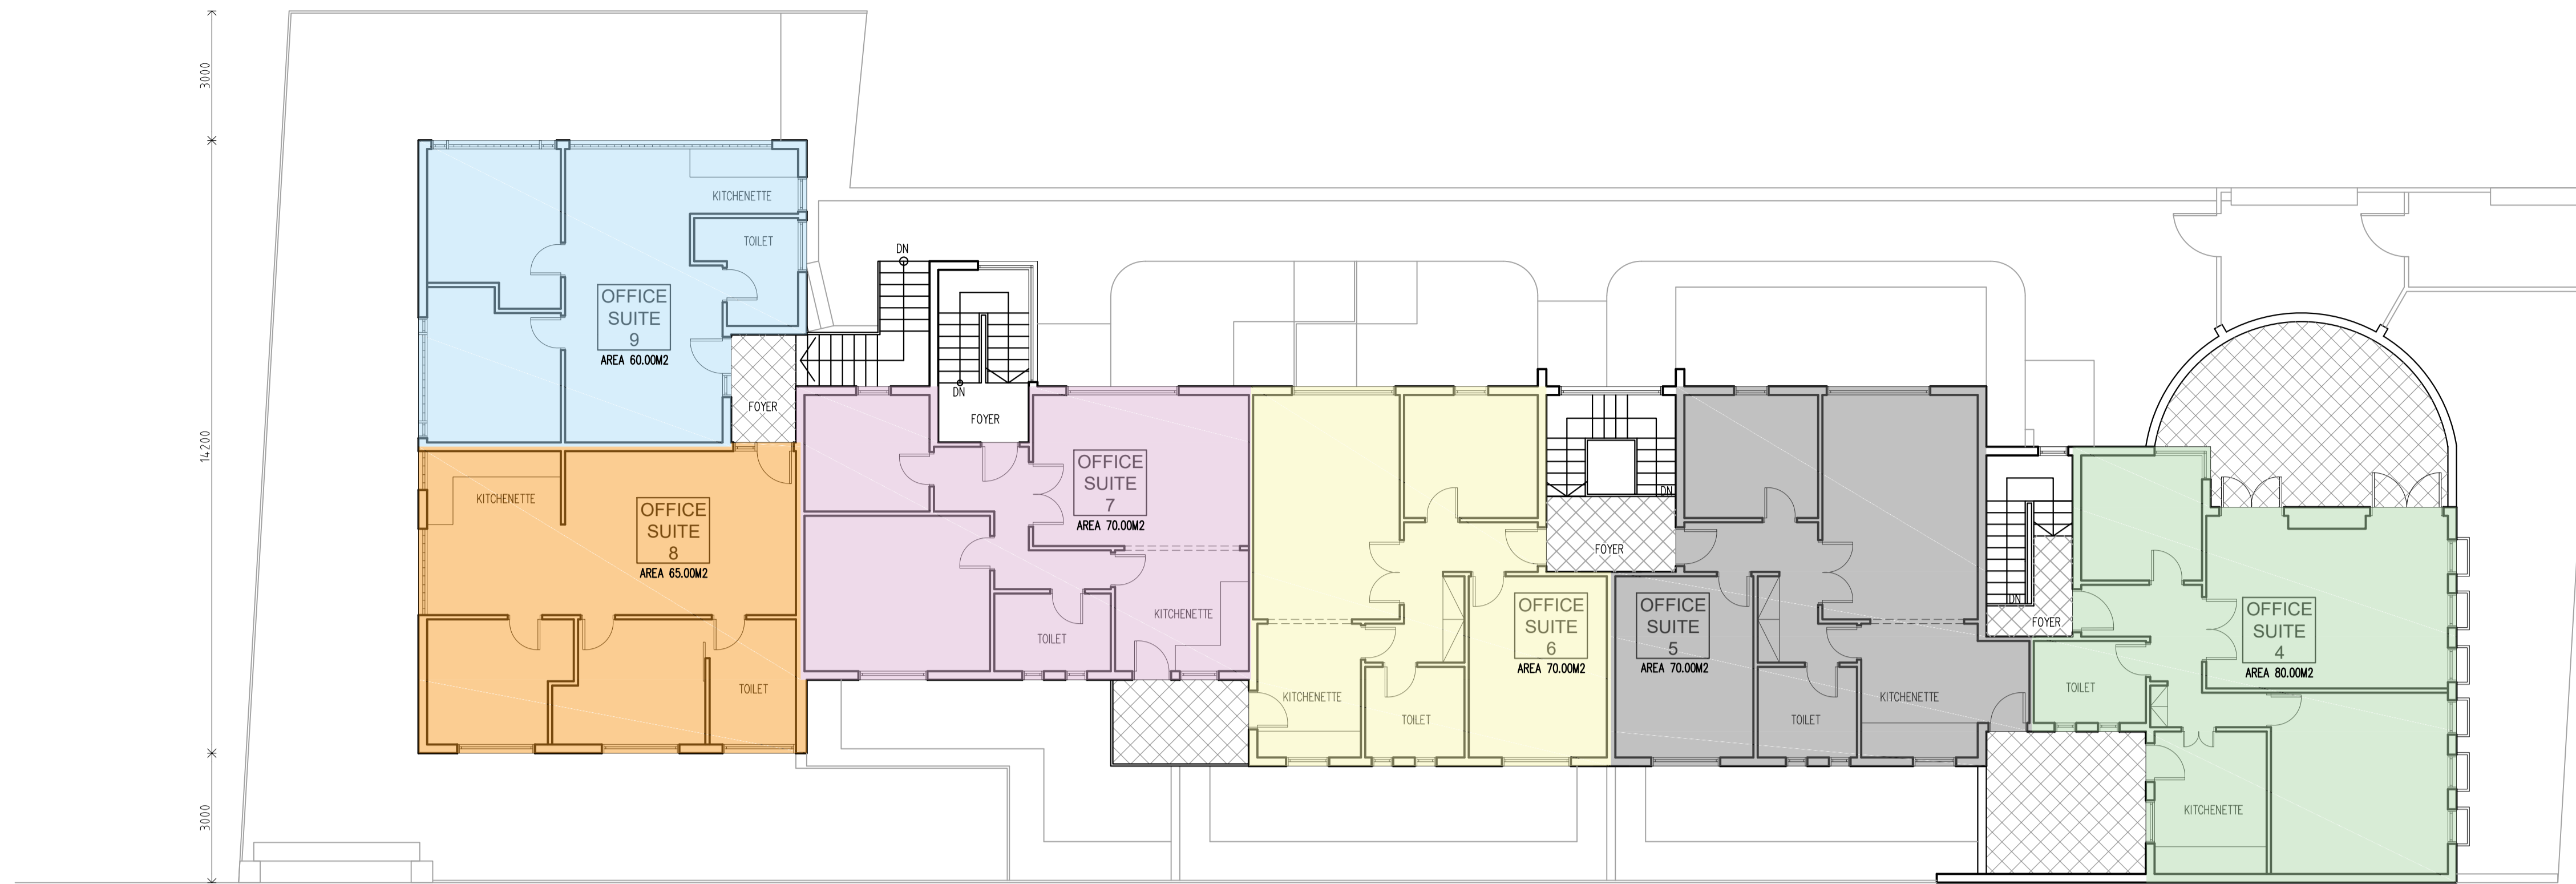 3000
14200
3000
KITCHENETTE
TOILET
OFFICE
SUITE
9
AREA 60.00M2
FOYER
DN
DN
FOYER
KITCHENETTE
OFFICE
SUITE
8
AREA 65.00M2
TOILET
OFFICE
SUITE
7
AREA 70.00M2
KITCHENETTE
TOILET
DN
FOYER
OFFICE
SUITE
6
AREA 70.00M2
KITCHENETTE
TOILET
OFFICE
SUITE
5
AREA 70.00M2
KITCHENETTE
TOILET
DN
FOYER
OFFICE
SUITE
4
AREA 80.00M2
TOILET
KITCHENETTE